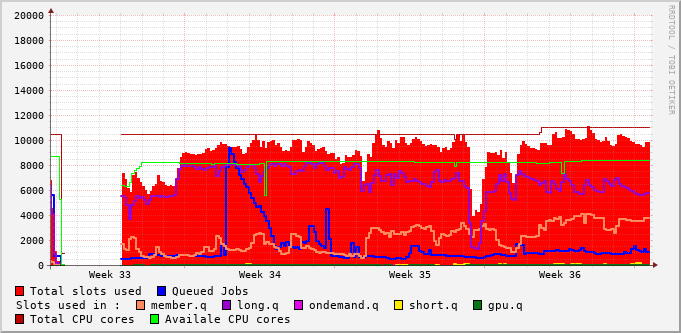 20000
18000
16000
14000
12000
10000
8000
6000
4000
2000
0
Week 33 Week 34 Week 35 Week 36
Total slots used Queued Jobs
Slots used in : member.q long.q ondemand.q short.q gpu.q
Total CPU cores Availale CPU cores
RRDTOOL / TOBI OETIKER